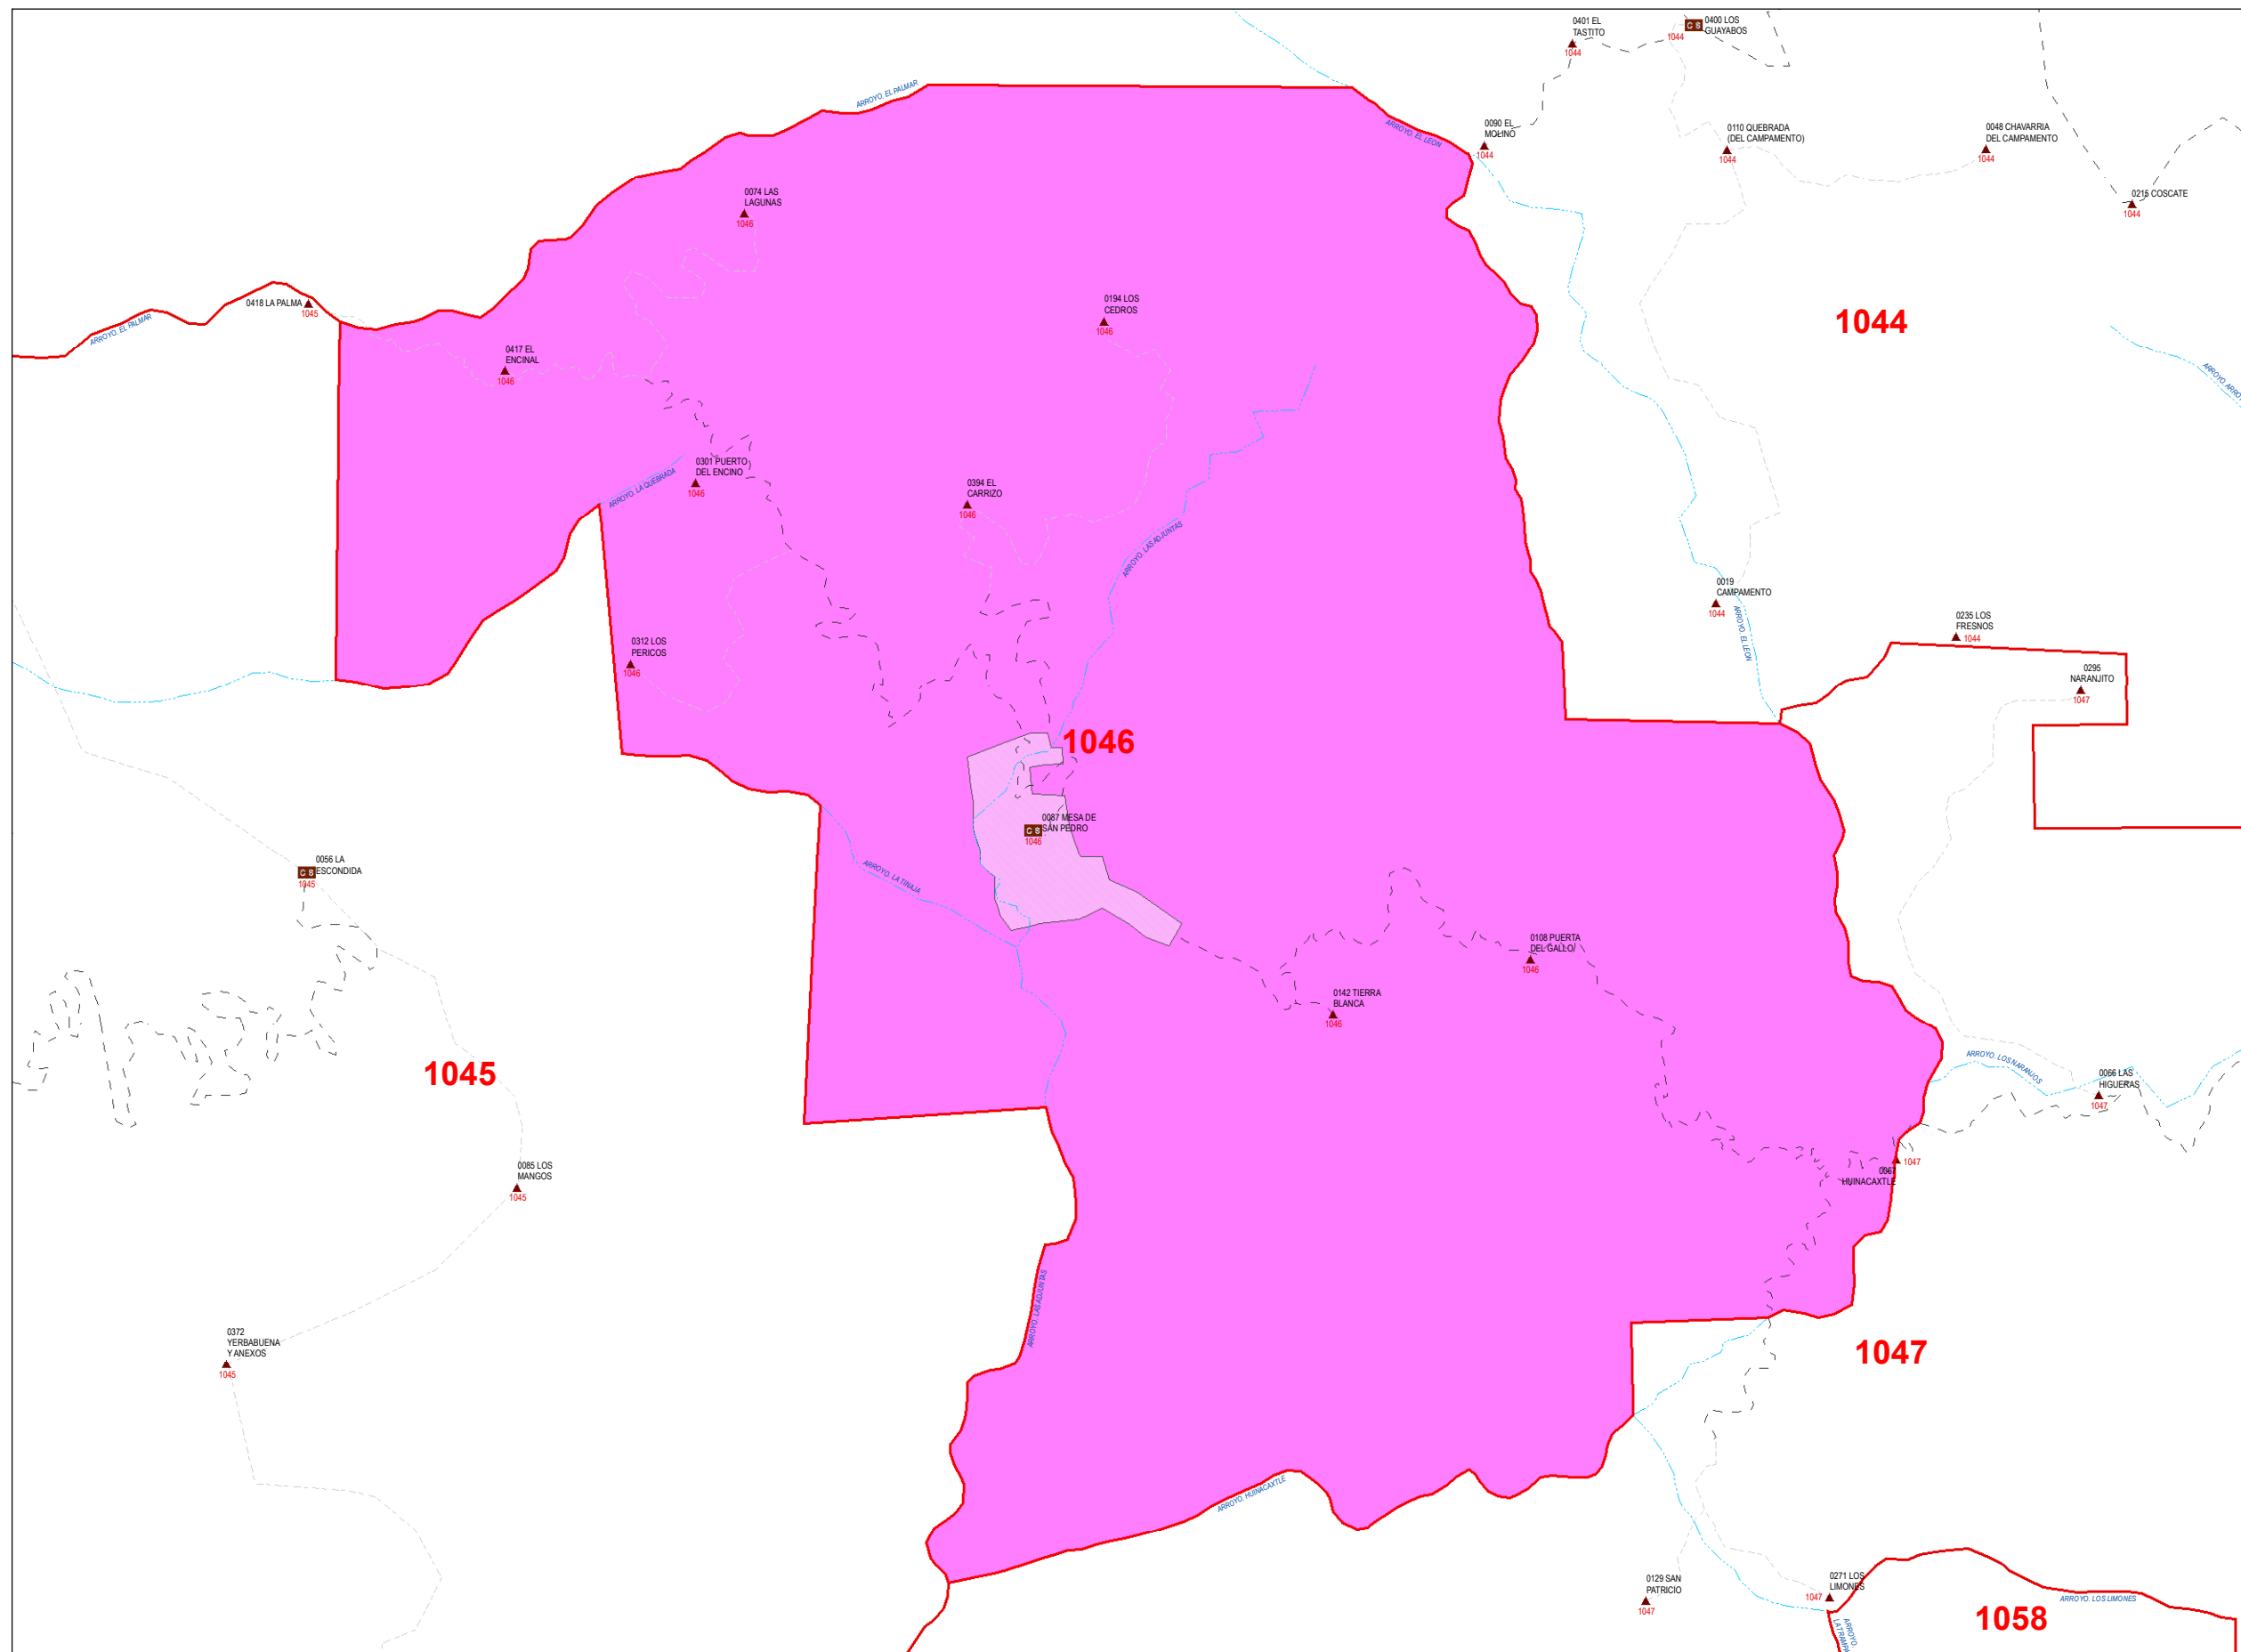 0401 EL
TASTITO
1044
C S
0400 LOS
GUAYABOS
1044
ARROYO. EL PALMAR
ARROYO. EL LEON
0090 EL
MOLINO
1044
0110 QUEBRADA
(DEL CAMPAMENTO)
1044
0048 CHAVARRIA
DEL CAMPAMENTO
1044
0215 COSCATE
1044
0074 LAS
LAGUNAS
1046
0418 LA PALMA
1045
ARROYO. EL PALMAR
0194 LOS
CEDROS
1046
1044
0417 EL
ENCINAL
1046
0301 PUERTO
DEL ENCINO
1046
ARROYO. LA QUEBRADA
0394 EL
CARRIZO
1046
ARROYO. LAS ADJUNTAS
0019
CAMPAMENTO
1044
ARROYO. EL LEON
0235 LOS
FRESNOS
1044
0312 LOS
PERICOS
1046
0295
NARANJITO
1047
1046
0087 MESA DE
SAN PEDRO
C S
1046
0056 LA
ESCONDIDA
C S
1045
ARROYO. LA TINAJA
0108 PUERTA
DEL GALLO
1046
0142 TIERRA
BLANCA
1046
1045
ARROYO. LOS NARANJOS
0066 LAS
HIGUERAS
1047
0085 LOS
MANGOS
1045
0067
HUINACAXTLE
1047
ARROYO. LAS ADJUNTAS
0372
YERBABUENA
Y ANEXOS
1045
1047
ARROYO. HUINACAXTLE
0129 SAN
PATRICIO
1047
0271 LOS
LIMONES
1047
ARROYO. LOS LIMONES
1058
ARROYO.